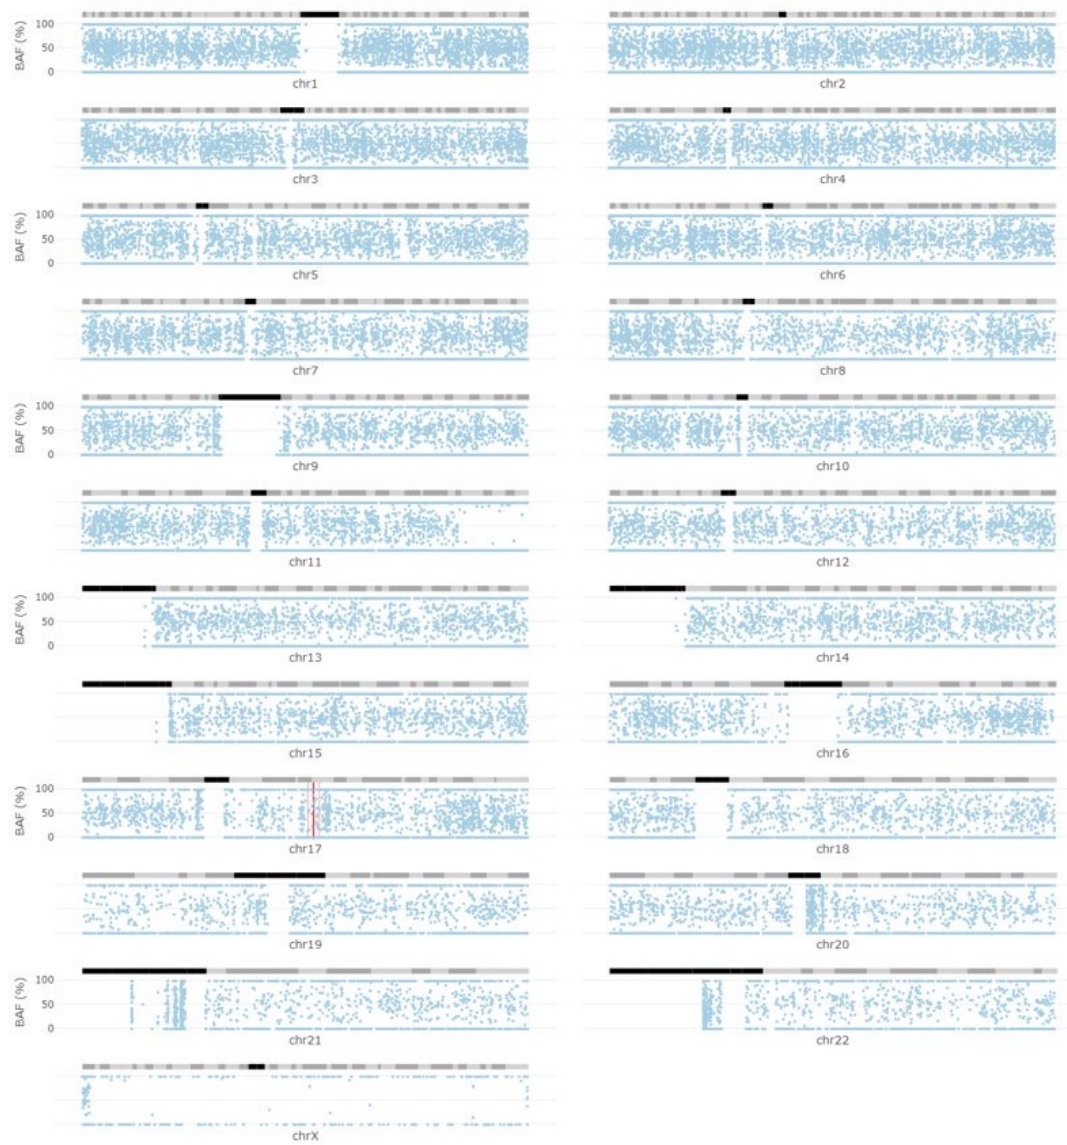 BAF (%)
100
50
0
chr1
chr2
chr3
chr4
BAF (%)
100
50
0
chr5
chr6
chr7
chr8
BAF (%)
100
50
0
chr9
chr10
chr11
chr12
BAF (%)
100
50
0
chr13
chr14
chr15
chr16
BAF (%)
100
50
0
chr17
chr18
chr19
chr20
BAF (%)
100
50
0
chr21
chr22
chrX